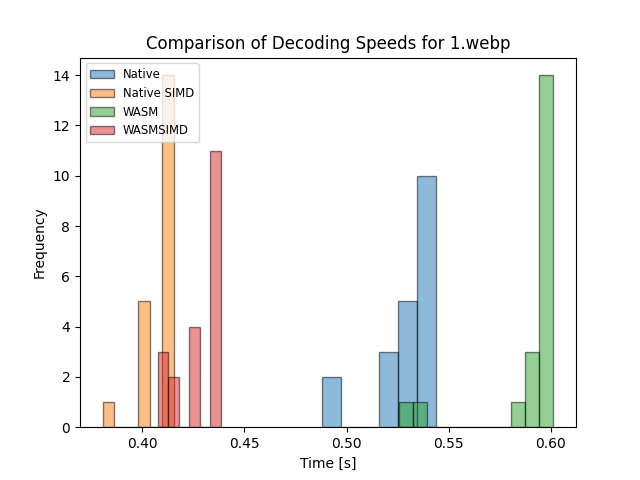 Comparison of Decoding Speeds for 1.webp
Native
Native SIMD
WASM
WASMSIMD
14
12
10
8
6
4
2
0
Frequency
0.40 0.45 0.50 0.55 0.60
Time [s]